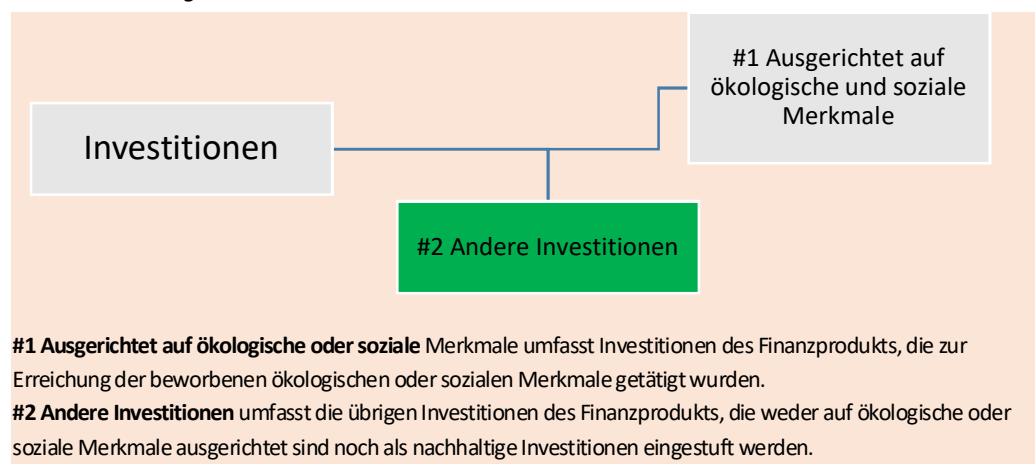 #1 Ausgerichtet auf
ökologische und soziale
Merkmale
Investitionen
#2 Andere Investitionen
#1 Ausgerichtet auf ökologische oder soziale Merkmale umfasst Investitionen des Finanzprodukts, die zur
Erreichung der beworbenen ökologischen oder sozialen Merkmale getätigt wurden.
#2 Andere Investitionen umfasst die übrigen Investitionen des Finanzprodukts, die weder auf ökologische oder
soziale Merkmale ausgerichtet sind noch als nachhaltige Investitionen eingestuft werden.